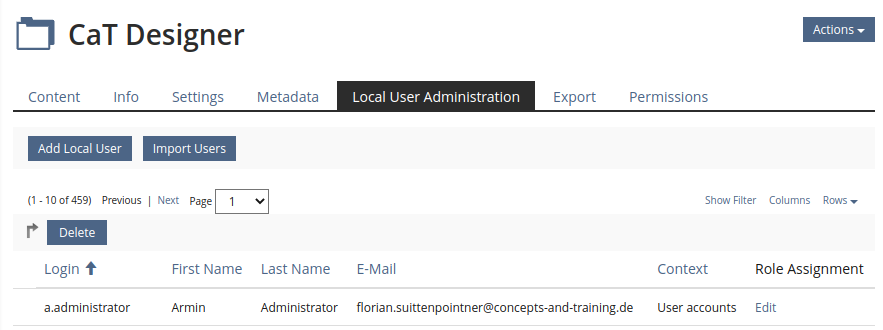 CaT Designer
Actions
Content Info Settings Metadata Local User Administration Export Permissions
Add Local User Import Users
(1 - 10 of 459) Previous | Next Page 1 Show Filter Columns Rows
Delete
Login First Name Last Name E-Mail Context Role Assignment
a.administrator Armin Administrator florian.suittenpointner@concepts-and-training.de User accounts Edit